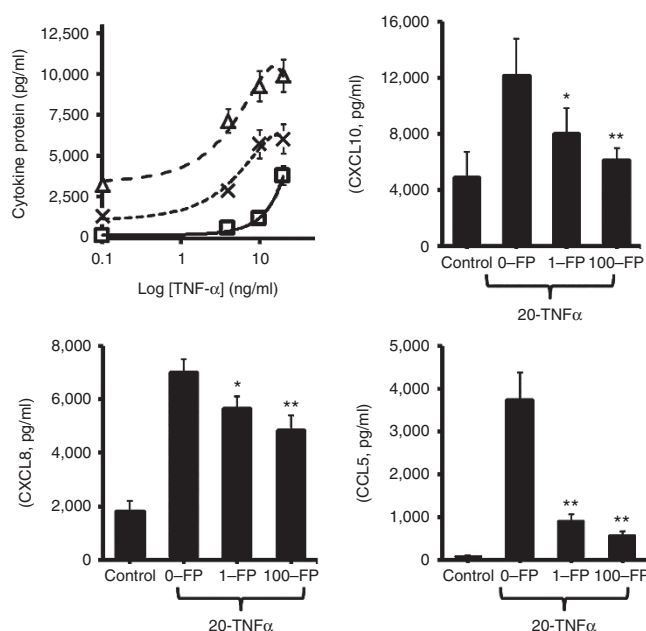 Cytokine protein (pg/ml)
12,500
10,000
7,500
5,000
2,500
0
0.1 1 10
Log [TNF-α] (ng/ml)
(CXCL10, pg/ml)
16,000
12,000
8,000
4,000
0
*
**
Control 0–FP 1–FP 100–FP
20-TNFα
(CXCL8, pg/ml)
8,000
6,000
4,000
2,000
0
*
**
Control 0–FP 1–FP 100–FP
20-TNFα
(CCL5, pg/ml)
5,000
4,000
3,000
2,000
1,000
0
**
**
Control 0–FP 1–FP 100–FP
20-TNFα